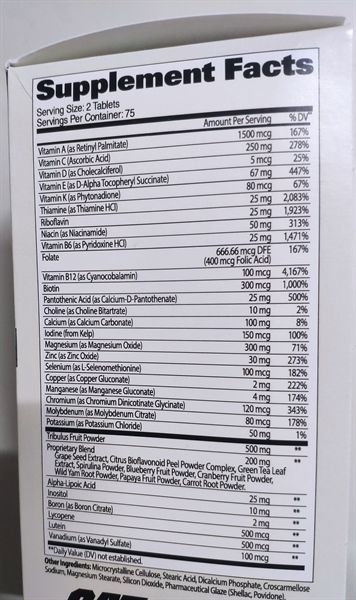 Supplement Facts
Serving Size: 2 Tablets
Servings Per Container: 75
Amount Per Serving % DV*
Vitamin A (as Retinyl Palmitate) 1500 mcg 167%
Vitamin C (Ascorbic Acid) 250 mg 278%
Vitamin D (as Cholecalciferol) 5 mcg 25%
Vitamin E (as D-Alpha Tocopheryl Succinate) 67 mg 447%
Vitamin K (as Phytonadione) 80 mcg 67%
Thiamine (as Thiamine HCl) 25 mg 2,083%
Riboflavin 25 mg 1,923%
Niacin (as Niacinamide) 50 mg 313%
Vitamin B6 (as Pyridoxine HCl) 25 mg 1,471%
Folate 666.66 mcg DFE 167%
(400 mcg Folic Acid)
Vitamin B12 (as Cyanocobalamin) 100 mcg 4,167%
Biotin 300 mcg 1,000%
Pantothenic Acid (as Calcium-D-Pantothenate) 25 mg 500%
Choline (as Choline Bitartrate) 10 mg 2%
Calcium (as Calcium Carbonate) 100 mg 8%
Iodine (from Kelp) 150 mcg 100%
Magnesium (as Magnesium Oxide) 300 mg 71%
Zinc (as Zinc Oxide) 30 mg 273%
Selenium (as L-Selenomethionine) 100 mcg 182%
Copper (as Copper Gluconate) 2 mg 222%
Manganese (as Manganese Gluconate) 4 mg 174%
Chromium (as Chromium Dinicotinate Glycinate) 120 mcg 343%
Molybdenum (as Molybdenum Citrate) 80 mcg 178%
Potassium (as Potassium Chloride) 50 mg 1%
Tribulus Fruit Powder 500 mg **
Proprietary Blend 200 mg **
Grape Seed Extract, Citrus Bioflavonoid Peel Powder Complex, Green Tea Leaf
Extract, Spirulina Powder, Blueberry Fruit Powder, Cranberry Fruit Powder,
Wild Yam Root Powder, Papaya Fruit Powder, Carrot Root Powder.
Alpha-Lipoic Acid 25 mg **
Inositol 10 mg **
Boron (as Boron Citrate) 2 mg **
Lycopene 500 mcg **
Lutein 500 mcg **
Vanadium (as Vanadyl Sulfate) 100 mcg **
**Daily Value (DV) not established.
Other Ingredients: Microcrystalline Cellulose, Stearic Acid, Dicalcium Phosphate, Croscarmellose
Sodium, Magnesium Stearate, Silicon Dioxide, Pharmaceutical Glaze (Shellac, Povidone).